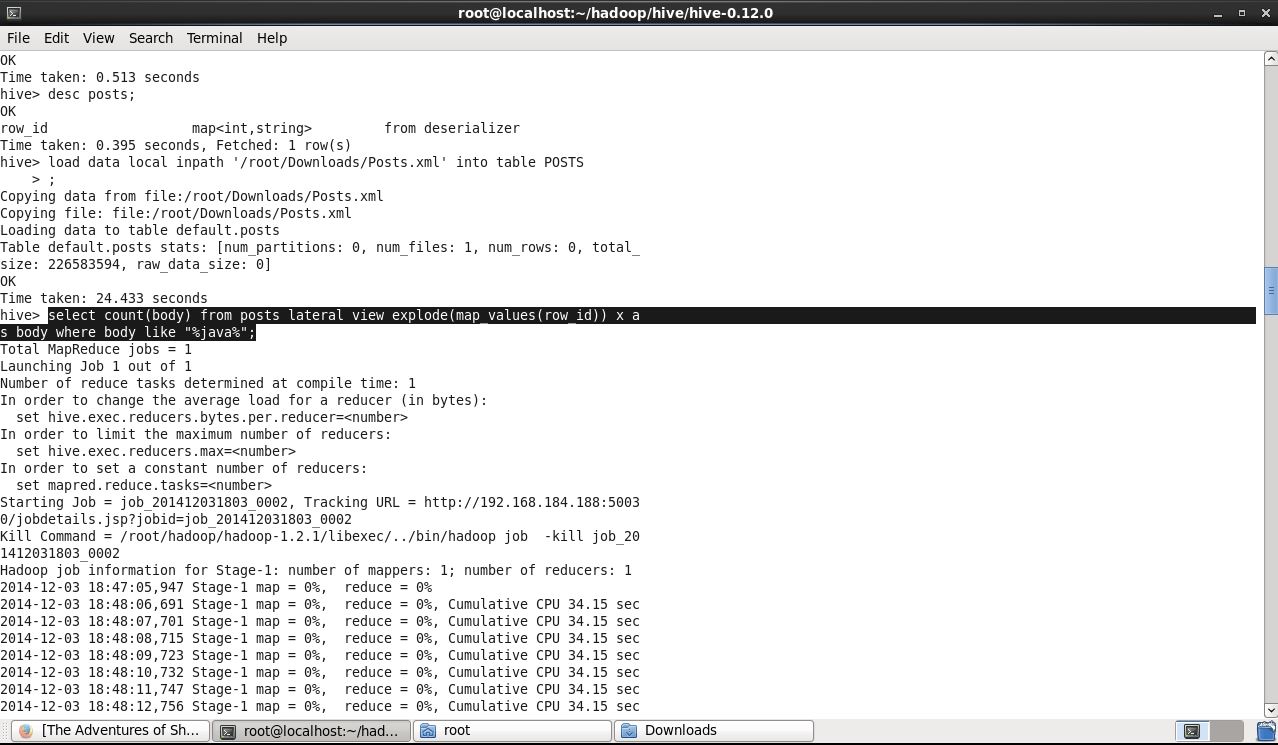 root@localhost:~/hadoop/hive/hive-0.12.0
File Edit View Search Terminal Help
OK
Time taken: 0.513 seconds
hive> desc posts;
OK
row_id                  map<int,string>         from deserializer
Time taken: 0.395 seconds, Fetched: 1 row(s)
hive> load data local inpath '/root/Downloads/Posts.xml' into table POSTS
    > ;
Copying data from file:/root/Downloads/Posts.xml
Copying file: file:/root/Downloads/Posts.xml
Loading data to table default.posts
Table default.posts stats: [num_partitions: 0, num_files: 1, num_rows: 0, total_
size: 226583594, raw_data_size: 0]
OK
Time taken: 24.433 seconds
hive> select count(body) from posts lateral view explode(map_values(row_id)) x a
s body where body like "%java%";
Total MapReduce jobs = 1
Launching Job 1 out of 1
Number of reduce tasks determined at compile time: 1
In order to change the average load for a reducer (in bytes):
  set hive.exec.reducers.bytes.per.reducer=<number>
In order to limit the maximum number of reducers:
  set hive.exec.reducers.max=<number>
In order to set a constant number of reducers:
  set mapred.reduce.tasks=<number>
Starting Job = job_201412031803_0002, Tracking URL = http://192.168.184.188:5003
0/jobdetails.jsp?jobid=job_201412031803_0002
Kill Command = /root/hadoop/hadoop-1.2.1/libexec/../bin/hadoop job  -kill job_20
1412031803_0002
Hadoop job information for Stage-1: number of mappers: 1; number of reducers: 1
2014-12-03 18:47:05,947 Stage-1 map = 0%,  reduce = 0%
2014-12-03 18:48:06,691 Stage-1 map = 0%,  reduce = 0%, Cumulative CPU 34.15 sec
2014-12-03 18:48:07,701 Stage-1 map = 0%,  reduce = 0%, Cumulative CPU 34.15 sec
2014-12-03 18:48:08,715 Stage-1 map = 0%,  reduce = 0%, Cumulative CPU 34.15 sec
2014-12-03 18:48:09,723 Stage-1 map = 0%,  reduce = 0%, Cumulative CPU 34.15 sec
2014-12-03 18:48:10,732 Stage-1 map = 0%,  reduce = 0%, Cumulative CPU 34.15 sec
2014-12-03 18:48:11,747 Stage-1 map = 0%,  reduce = 0%, Cumulative CPU 34.15 sec
2014-12-03 18:48:12,756 Stage-1 map = 0%,  reduce = 0%, Cumulative CPU 34.15 sec
[The Adventures of Sh... root@localhost:~/had... root Downloads